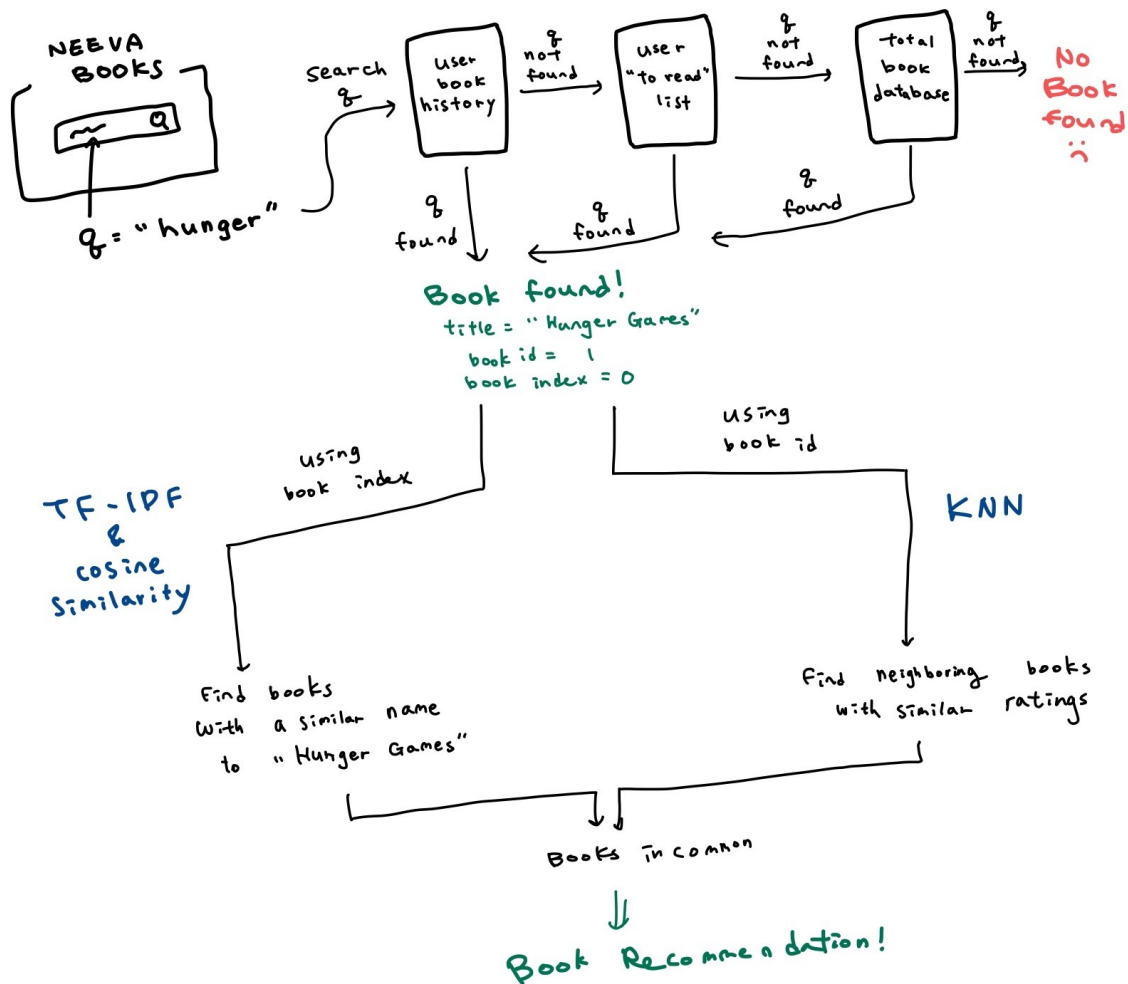 NEEVA
BOOKS
q = "hunger"
search
q
user
book
history
q
not
found
user
"to read"
list
q
not
found
total
book
database
q
not
found
No
Book
found
:(
q
found
q
found
q
found
Book found!
title = "Hunger Games"
book id = 1
book index = 0
using
book index
using
book id
TF-IDF
&
cosine
similarity
KNN
Find books
with a similar name
to "Hunger Games"
Find neighboring books
with similar ratings
Books in common
Book Recommendation!